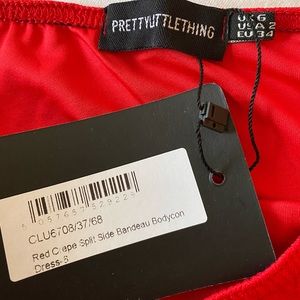 PRETTYLITTLETHING
UK 6
USA 2
EU 34
CLU6708/37/68
Red Crepe Split Side Bandeau Bodycon
Dress-8